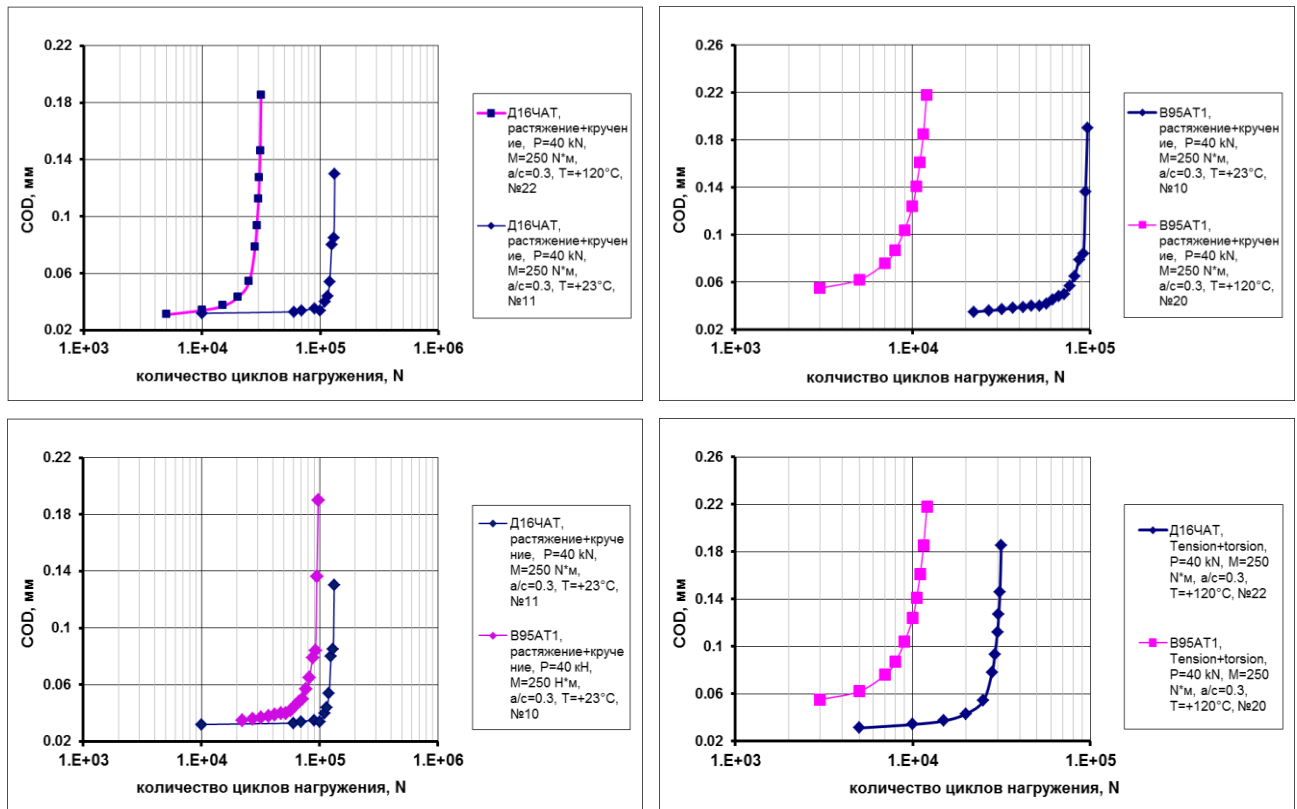 0.22
0.18
0.14
0.1
0.06
0.02
COD, мм
1.E+03
1.E+04
1.E+05
1.E+06
количество циклов нагружения, N
Д16ЧАТ,
растяжение+кручен
ие, P=40 kN,
M=250 N*м,
a/c=0.3, T=+120°C,
№22
Д16ЧАТ,
растяжение+кручен
ие, P=40 kN,
M=250 N*м,
a/c=0.3, T=+23°C,
№11
0.26
0.22
0.18
0.14
0.1
0.06
0.02
COD, мм
1.E+03
1.E+04
1.E+05
колчиство циклов нагружения, N
В95АТ1,
растяжение+кручен
ие, P=40 kN,
M=250 N*м,
a/c=0.3, T=+23°C,
№10
В95АТ1,
растяжение+кручен
ие, P=40 kN,
M=250 N*м,
a/c=0.3, T=+120°C,
№20
0.22
0.18
0.14
0.1
0.06
0.02
COD, мм
1.E+03
1.E+04
1.E+05
1.E+06
количество циклов нагружения, N
Д16ЧАТ,
растяжение+круче
ние, P=40 kN,
M=250 N*м,
a/c=0.3, T=+23°C,
№11
В95АТ1,
растяжение+круче
ние, P=40 кН,
M=250 Н*м,
a/c=0.3, T=+23°C,
№10
0.26
0.22
0.18
0.14
0.1
0.06
0.02
COD, мм
1.E+03
1.E+04
1.E+05
количество циклов нагружения, N
Д16ЧАТ,
Tension+torsion,
P=40 kN, M=250
N*м, a/c=0.3,
T=+120°C, №22
В95АТ1,
Tension+torsion,
P=40 kN, M=250
N*м, a/c=0.3,
T=+120°C, №20